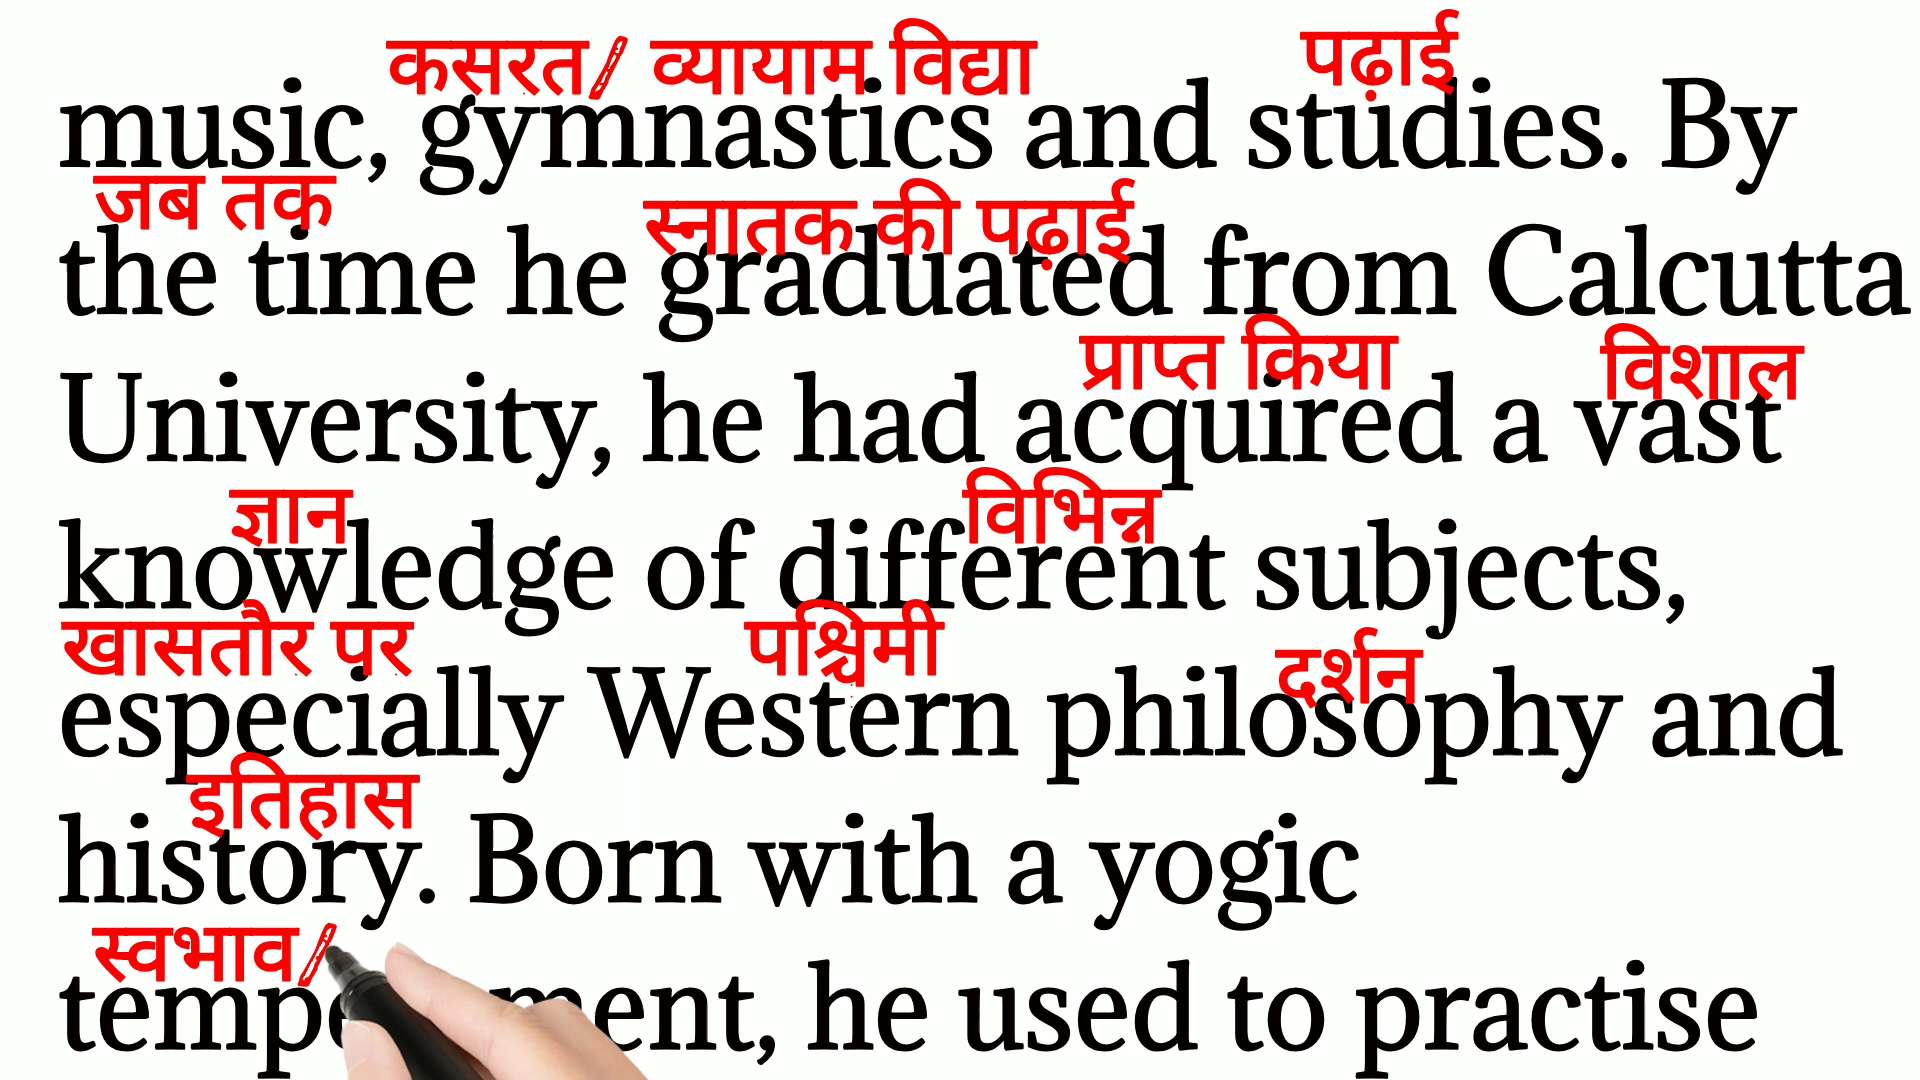 कसरत/ व्यायाम विद्या पढ़ाई
music, gymnastics and studies. By
जब तक स्नातक की पढ़ाई
the time he graduated from Calcutta
प्राप्त किया विशाल
University, he had acquired a vast
ज्ञान विभिन्न
knowledge of different subjects,
खासतौर पर पश्चिमी दर्शन
especially Western philosophy and
इतिहास
history. Born with a yogic
स्वभाव/
he used to practise